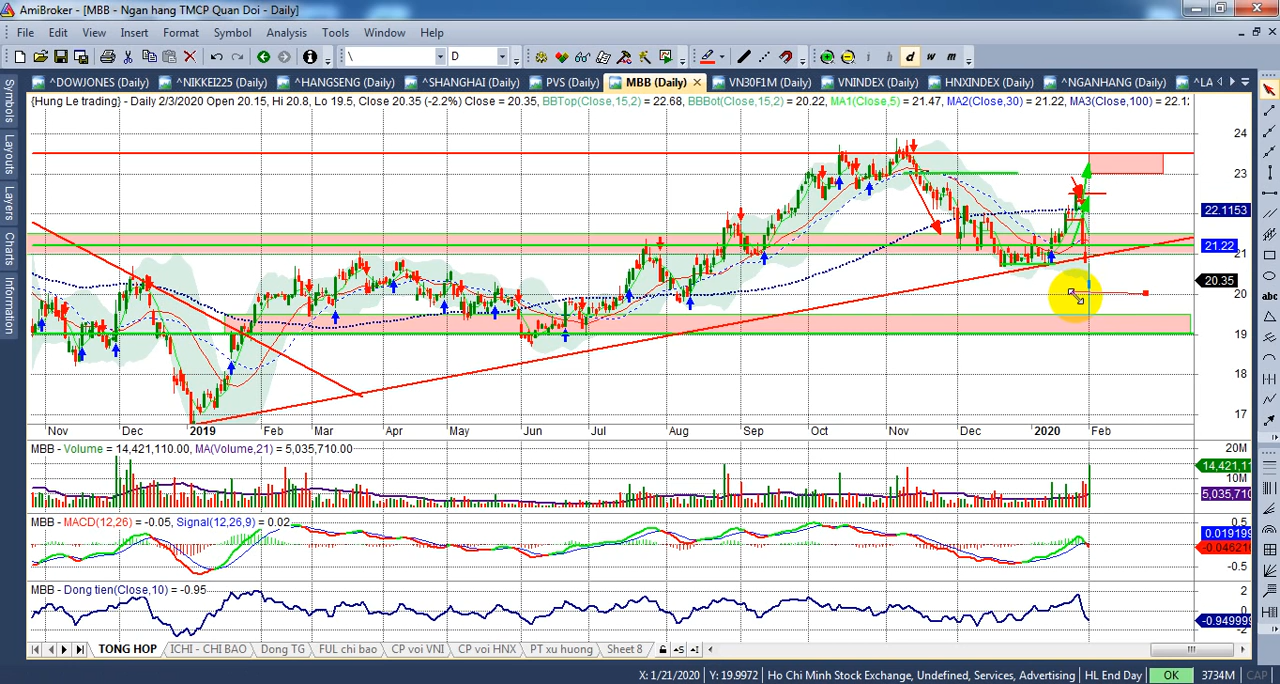 AmiBroker - [MBB - Ngan hang TMCP Quan Doi - Daily]
File Edit View Insert Format Symbol Analysis Tools Window Help
\ D i h d w m
^DOWJONES (Daily) ^NIKKEI225 (Daily) ^HANGSENG (Daily) ^SHANGHAI (Daily) PVS (Daily) MBB (Daily) VN30F1M (Daily) VNINDEX (Daily) HNXINDEX (Daily) ^NGANHANG (Daily) ^LA
{Hung Le trading} - Daily 2/3/2020 Open 20.15, Hi 20.8, Lo 19.5, Close 20.35 (-2.2%) Close = 20.35, BBTop(Close,15,2) = 22.68, BBBot(Close,15,2) = 20.22, MA1(Close,5) = 21.47, MA2(Close,30) = 21.22, MA3(Close,100) = 22.12
Symbols
Layouts
Layers
Charts
Information
abc
24
23
22.1153
21.22
21
20.35
20
19
18
17
Nov Dec 2019 Feb Mar Apr May Jun Jul Aug Sep Oct Nov Dec 2020 Feb
MBB - Volume = 14,421,110.00, MA(Volume,21) = 5,035,710.00
20M
14,421,11
10M
5,035,710
MBB - MACD(12,26) = -0.05, Signal(12,26,9) = 0.02
0.5
0.019199
-0.046210
-0.5
MBB - Dong tien(Close,10) = -0.95
2
0
-0.949999
-2
TONG HOP ICHI - CHI BAO Dong TG FUL chi bao CP voi VNI CP voi HNX PT xu huong Sheet 8
X: 1/21/2020 Y: 19.9972 Ho Chi Minh Stock Exchange, Undefined, Services, Advertising HL End Day OK 3734M CAP